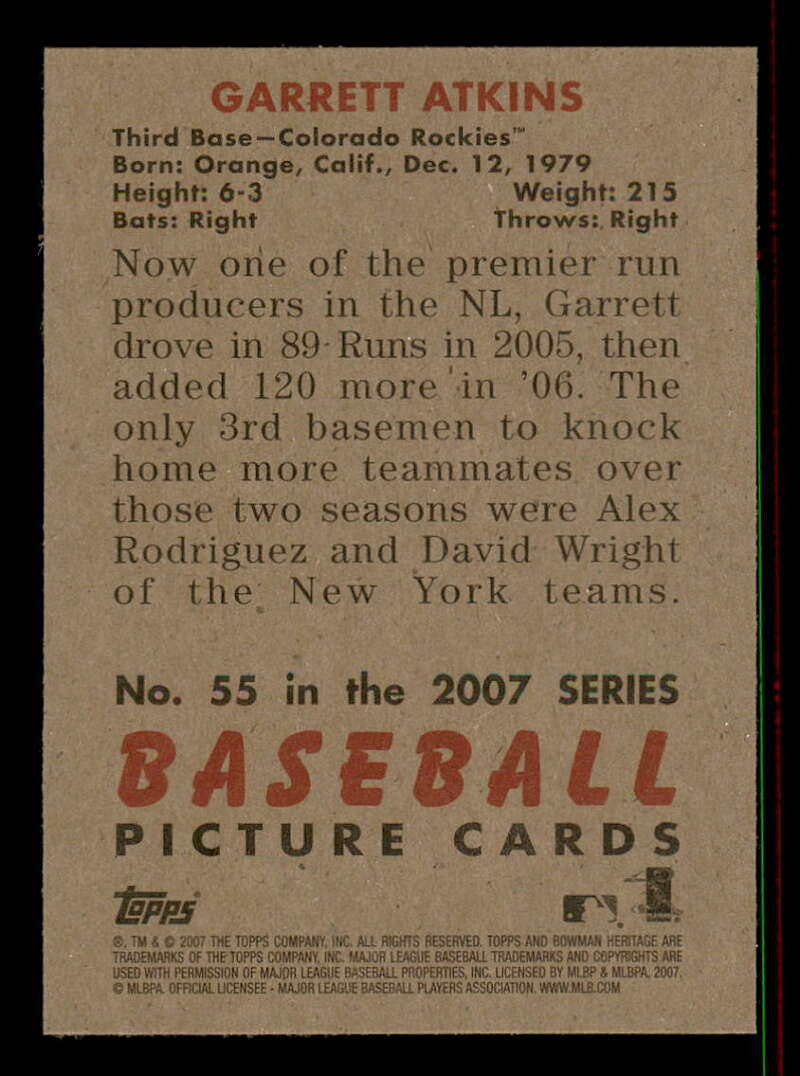 GARRETT ATKINS
Third Base—Colorado Rockies™
Born: Orange, Calif., Dec. 12, 1979
Height: 6-3 Weight: 215
Bats: Right Throws: Right
Now one of the premier run
producers in the NL, Garrett
drove in 89 Runs in 2005, then
added 120 more in ’06. The
only 3rd basemen to knock
home more teammates over
those two seasons were Alex
Rodriguez and David Wright
of the New York teams.
No. 55 in the 2007 SERIES
BASEBALL
PICTURE CARDS
Topps
®, TM & © 2007 THE TOPPS COMPANY, INC. ALL RIGHTS RESERVED. TOPPS AND BOWMAN HERITAGE ARE
TRADEMARKS OF THE TOPPS COMPANY, INC. MAJOR LEAGUE BASEBALL TRADEMARKS AND COPYRIGHTS ARE
USED WITH PERMISSION OF MAJOR LEAGUE BASEBALL PROPERTIES, INC. LICENSED BY MLBP & MLBPA, 2007.
© MLBPA. OFFICIAL LICENSEE - MAJOR LEAGUE BASEBALL PLAYERS ASSOCIATION. WWW.MLB.COM